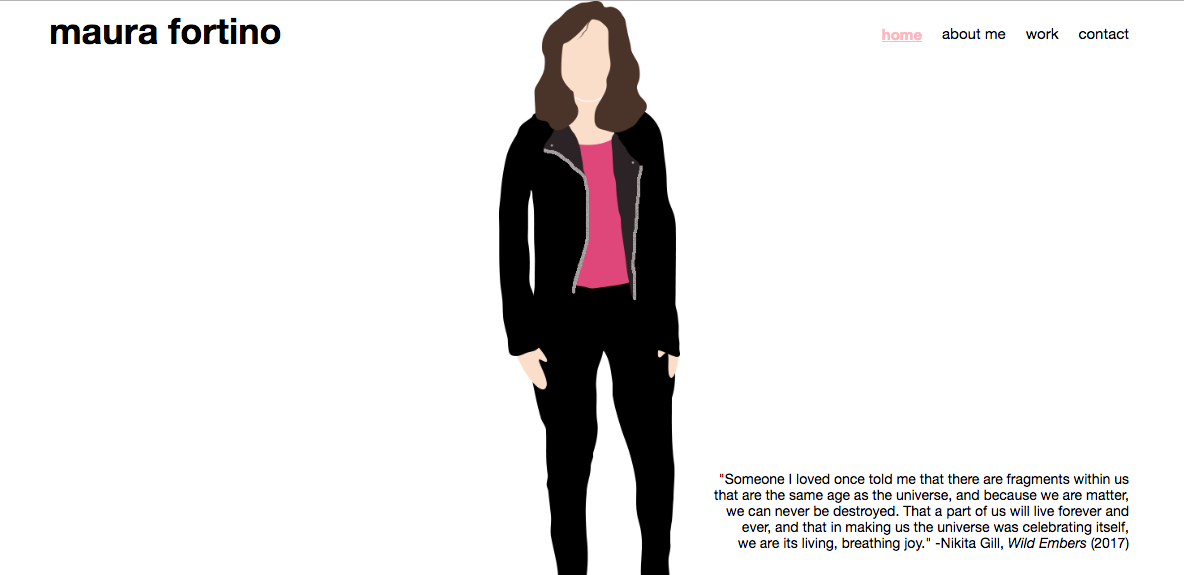 maura fortino
home about me work contact
"Someone I loved once told me that there are fragments within us
that are the same age as the universe, and because we are matter,
we can never be destroyed. That a part of us will live forever and
ever, and that in making us the universe was celebrating itself,
we are its living, breathing joy." -Nikita Gill, Wild Embers (2017)